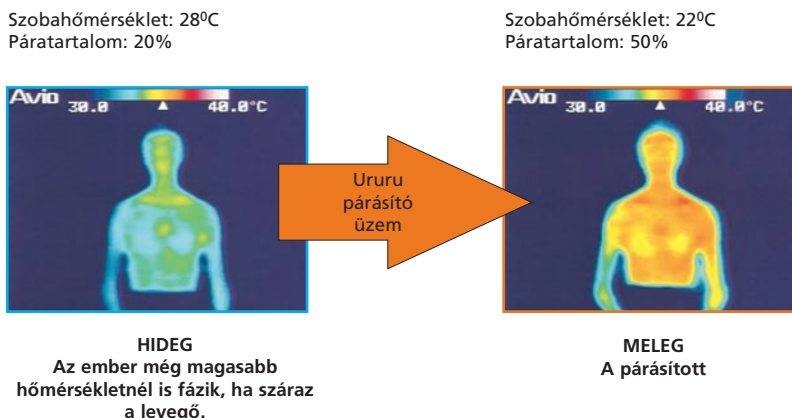 Szobahőmérséklet: 28⁰C
Páratartalom: 20%
Szobahőmérséklet: 22⁰C
Páratartalom: 50%
Avio
30.0 40.0°C
Avio
30.0 40.0°C
Ururu
párásító
üzem
HIDEG
Az ember még magasabb
hőmérsékletnél is fázik, ha száraz
a levegő.
MELEG
A párásított